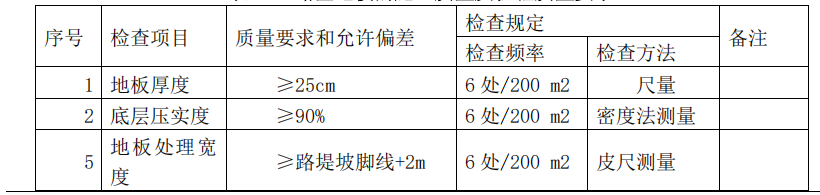 序号 检查项目 质量要求和允许偏差 检查规定 备注
检查频率 检查方法
1 地板厚度 ≥25cm 6 处/200 m2 尺量
2 底层压实度 ≥90% 6 处/200 m2 密度法测量
5 地板处理宽度 ≥路堤坡脚线+2m 6 处/200 m2 皮尺测量